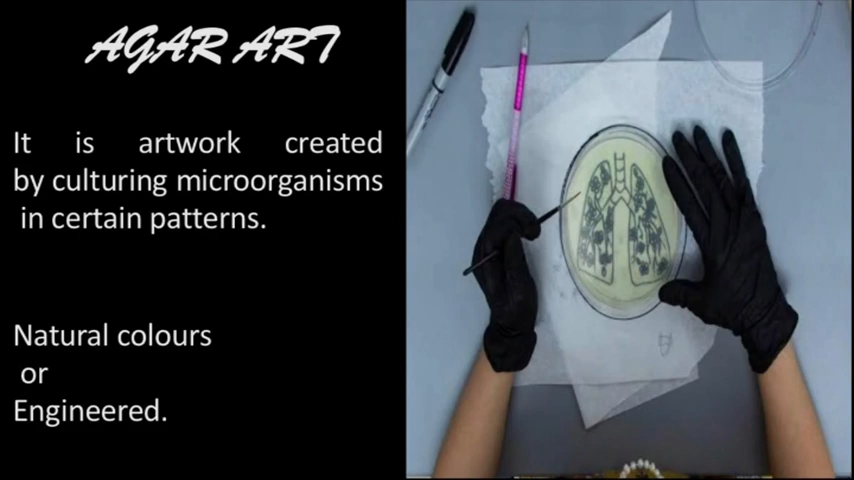 AGAR ART
It is artwork created
by culturing microorganisms
in certain patterns.
Natural colours
or
Engineered.